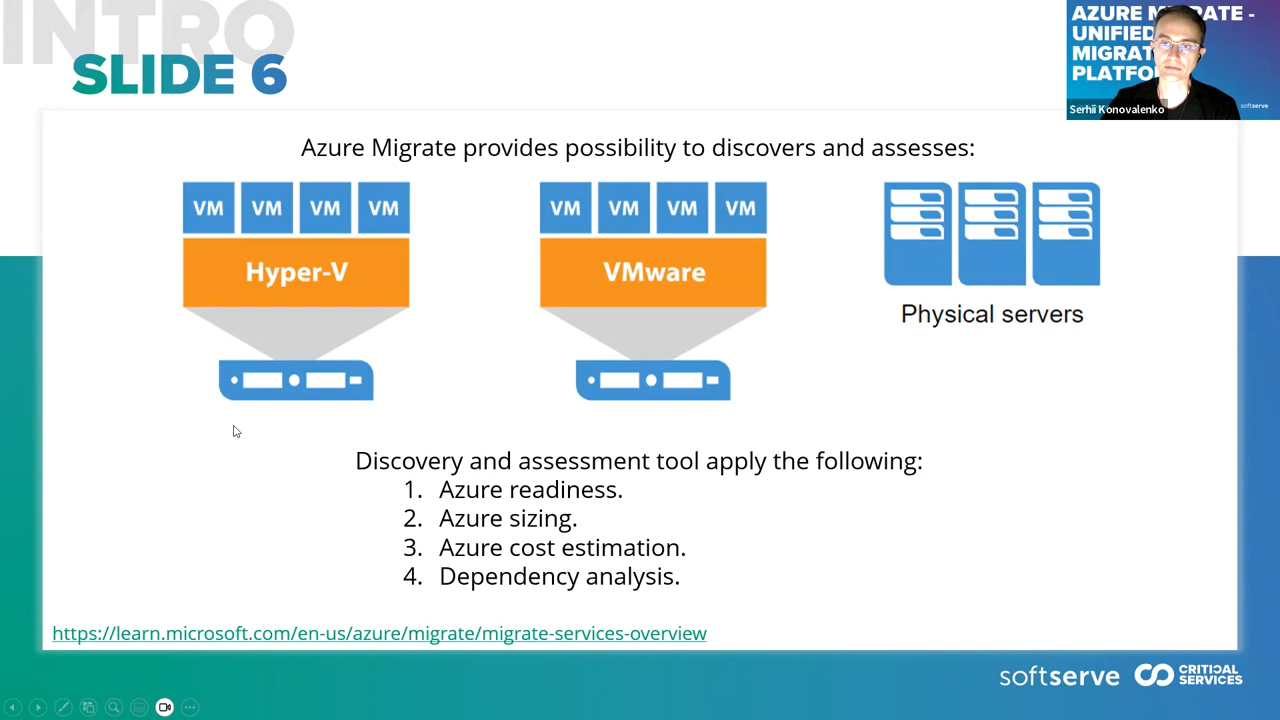 INTRO
SLIDE 6
AZURE MIGRATE -
UNIFIED
MIGRAT
PLATFO
Serhii Konovalenko
softserve
Azure Migrate provides possibility to discovers and assesses:
VM VM VM VM
VM VM VM VM
Hyper-V
VMware
Physical servers
Discovery and assessment tool apply the following:
1. Azure readiness.
2. Azure sizing.
3. Azure cost estimation.
4. Dependency analysis.
https://learn.microsoft.com/en-us/azure/migrate/migrate-services-overview
softserve
CRITICAL
SERVICES